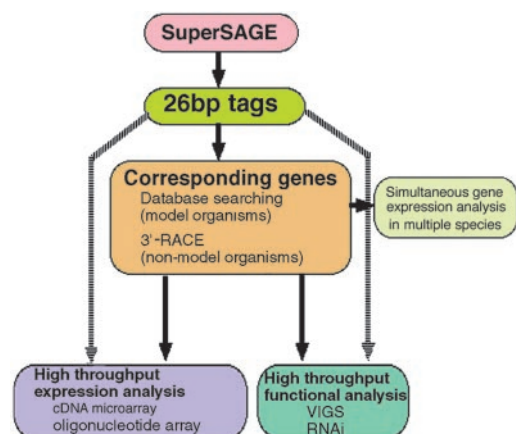 SuperSAGE
26bp tags
Corresponding genes
Database searching
(model organisms)
3'-RACE
(non-model organisms)
Simultaneous gene
expression analysis
in multiple species
High throughput
expression analysis
cDNA microarray
oligonucleotide array
High throughput
functional analysis
VIGS
RNAi